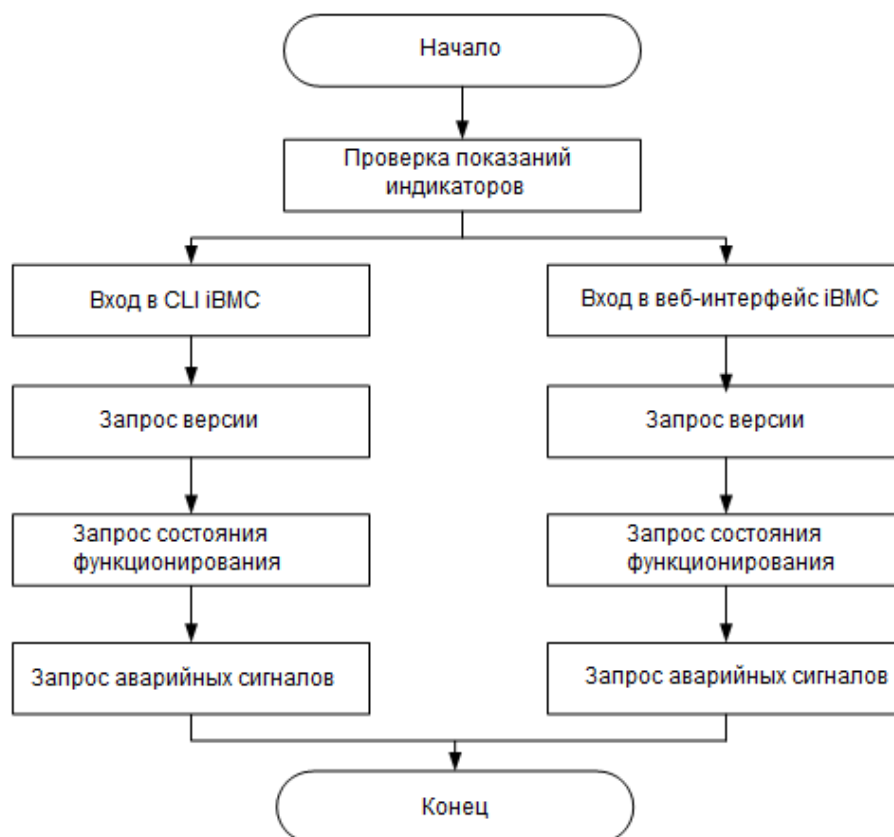 Начало
Проверка показаний
индикаторов
Вход в CLI iBMC
Вход в веб-интерфейс iBMC
Запрос версии
Запрос версии
Запрос состояния
функционирования
Запрос состояния
функционирования
Запрос аварийных сигналов
Запрос аварийных сигналов
Конец